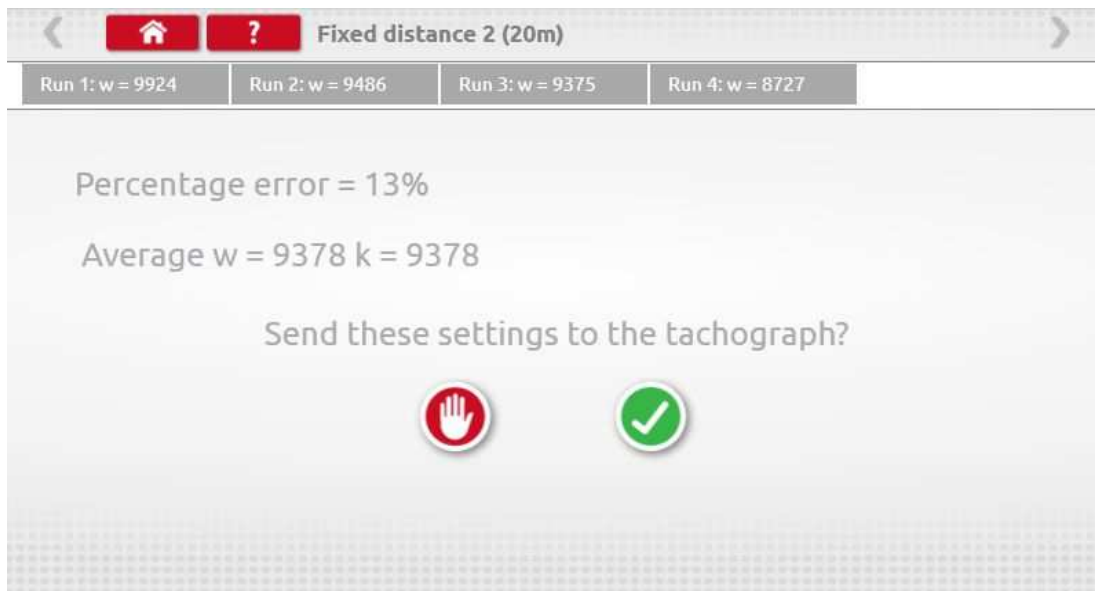 ? Fixed distance 2 (20m)
Run 1: w = 9924 Run 2: w = 9486 Run 3: w = 9375 Run 4: w = 8727
Percentage error = 13%
Average w = 9378 k = 9378
Send these settings to the tachograph?